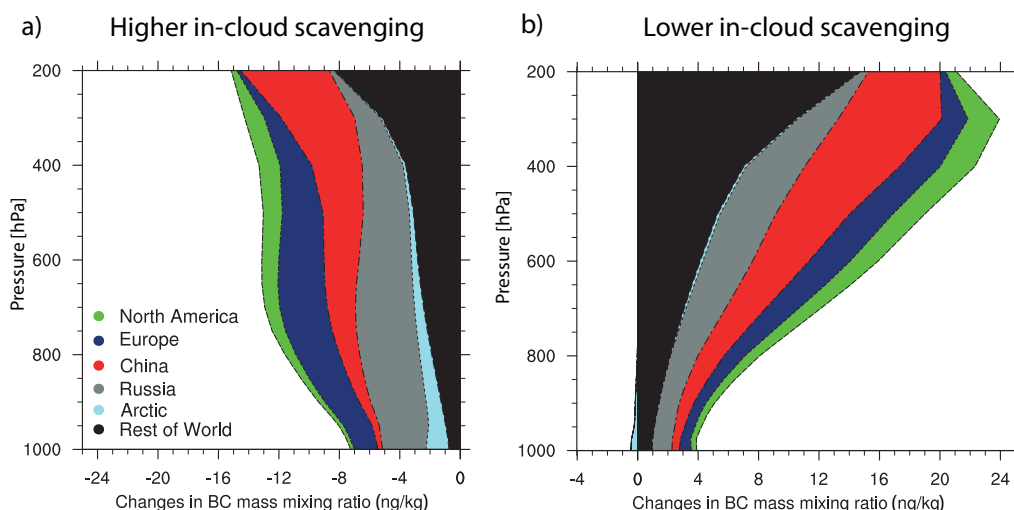 a) Higher in-cloud scavenging
b) Lower in-cloud scavenging
200
400
600
800
1000
Pressure [hPa]
North America
Europe
China
Russia
Arctic
Rest of World
-24 -20 -16 -12 -8 -4 0
Changes in BC mass mixing ratio (ng/kg)
200
400
600
800
1000
Pressure [hPa]
-4 0 4 8 12 16 20 24
Changes in BC mass mixing ratio (ng/kg)